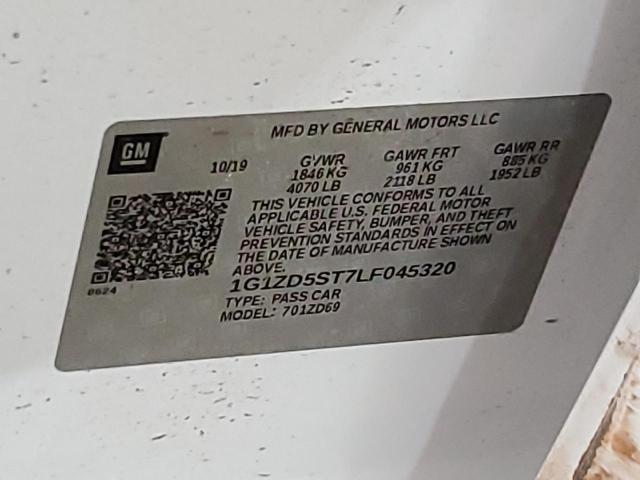 MFD BY GENERAL MOTORS LLC
GM
10/19 GVWR GAWR FRT GAWR RR
1846 KG 961 KG 885 KG
4070 LB 2118 LB 1952 LB
THIS VEHICLE CONFORMS TO ALL
APPLICABLE U.S. FEDERAL MOTOR
VEHICLE SAFETY, BUMPER, AND THEFT
PREVENTION STANDARDS IN EFFECT ON
THE DATE OF MANUFACTURE SHOWN
ABOVE.
0624
1G1ZD5ST7LF045320
TYPE: PASS CAR
MODEL: 701ZD69